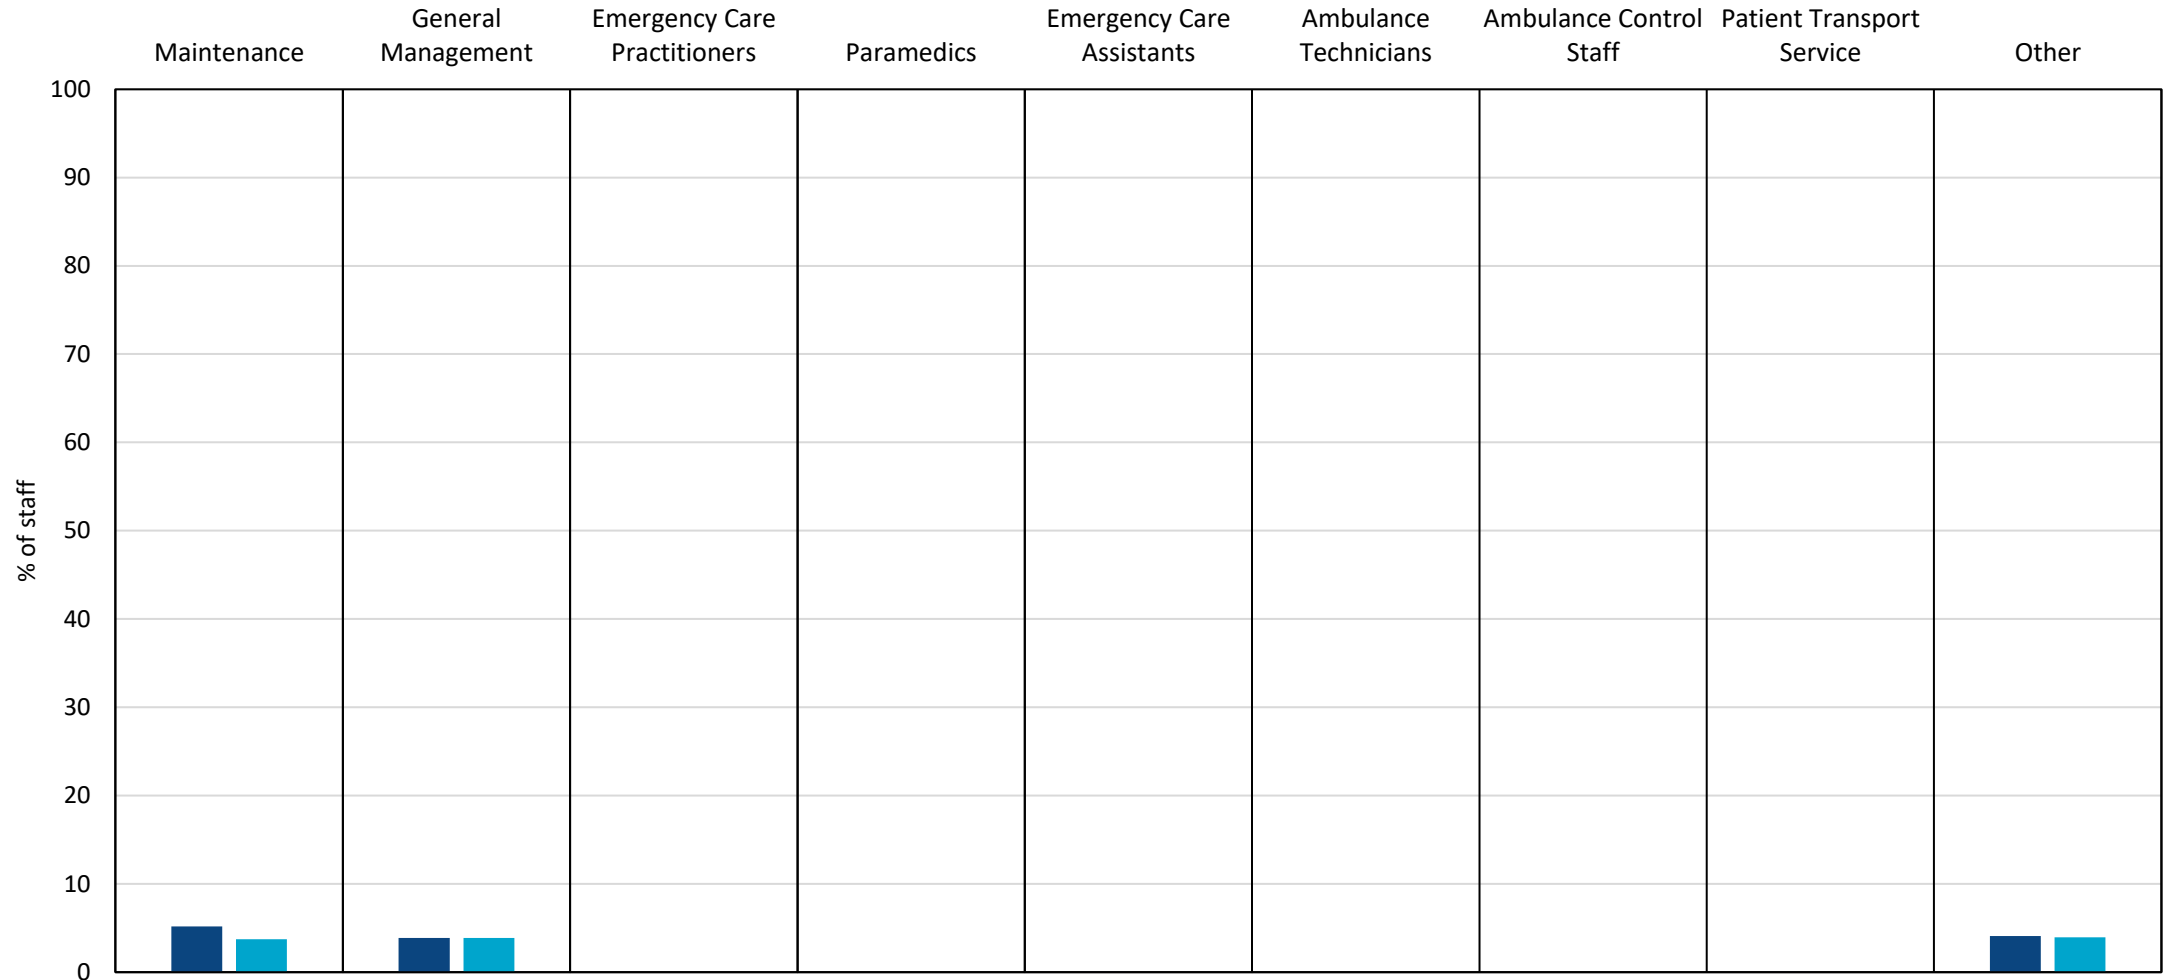 Maintenance
General
Management
Emergency Care
Practitioners
Paramedics
Emergency Care
Assistants
Ambulance
Technicians
Ambulance Control
Staff
Patient Transport
Service
Other
100
90
80
70
60
50
40
30
20
10
0
% of staff